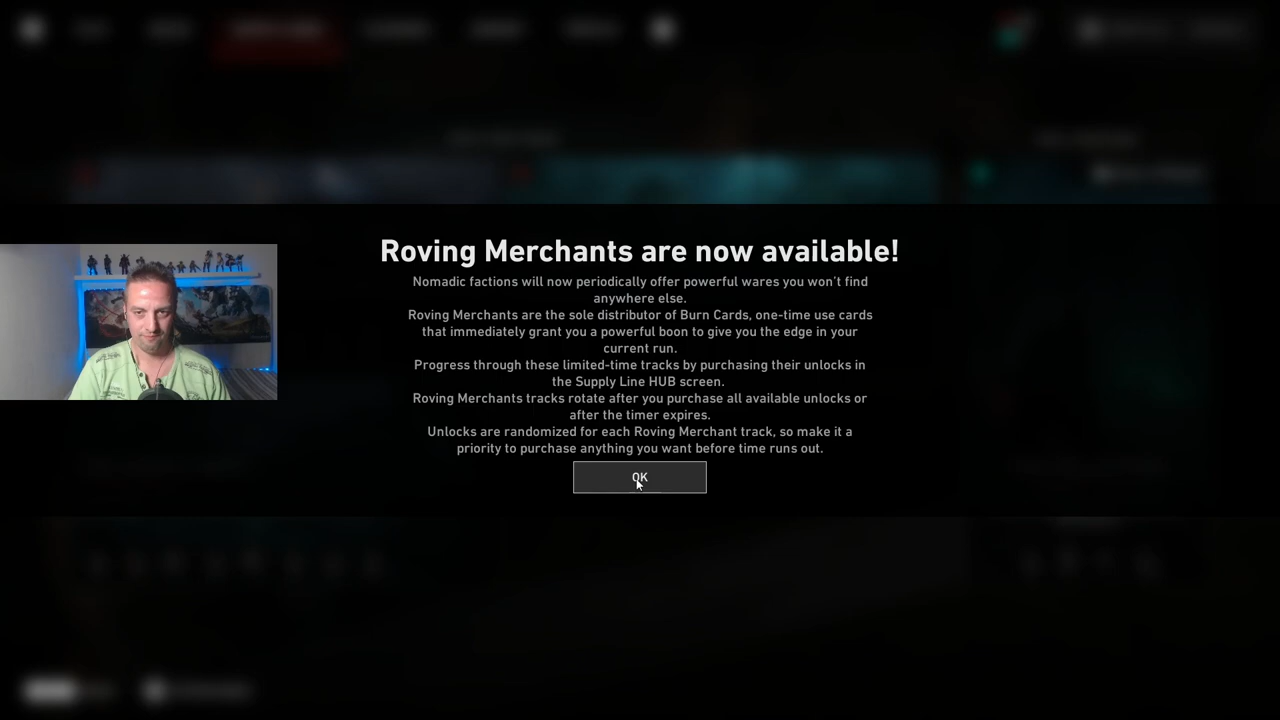 Roving Merchants are now available!
Nomadic factions will now periodically offer powerful wares you won't find
anywhere else.
Roving Merchants are the sole distributor of Burn Cards, one-time use cards
that immediately grant you a powerful boon to give you the edge in your
current run.
Progress through these limited-time tracks by purchasing their unlocks in
the Supply Line HUB screen.
Roving Merchants tracks rotate after you purchase all available unlocks or
after the timer expires.
Unlocks are randomized for each Roving Merchant track, so make it a
priority to purchase anything you want before time runs out.
OK